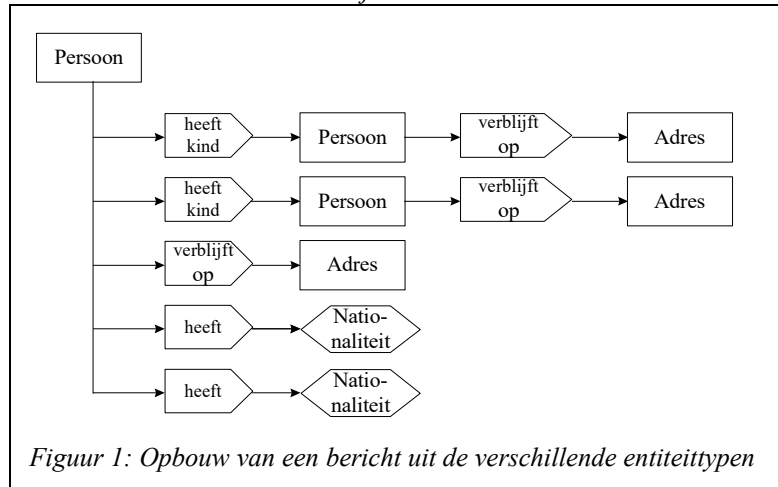 Persoon
heeft
kind
Persoon
verblijft
op
Adres
heeft
kind
Persoon
verblijft
op
Adres
verblijft
op
Adres
heeft
Natio-
naliteit
heeft
Natio-
naliteit
Figuur 1: Opbouw van een bericht uit de verschillende entiteittypen